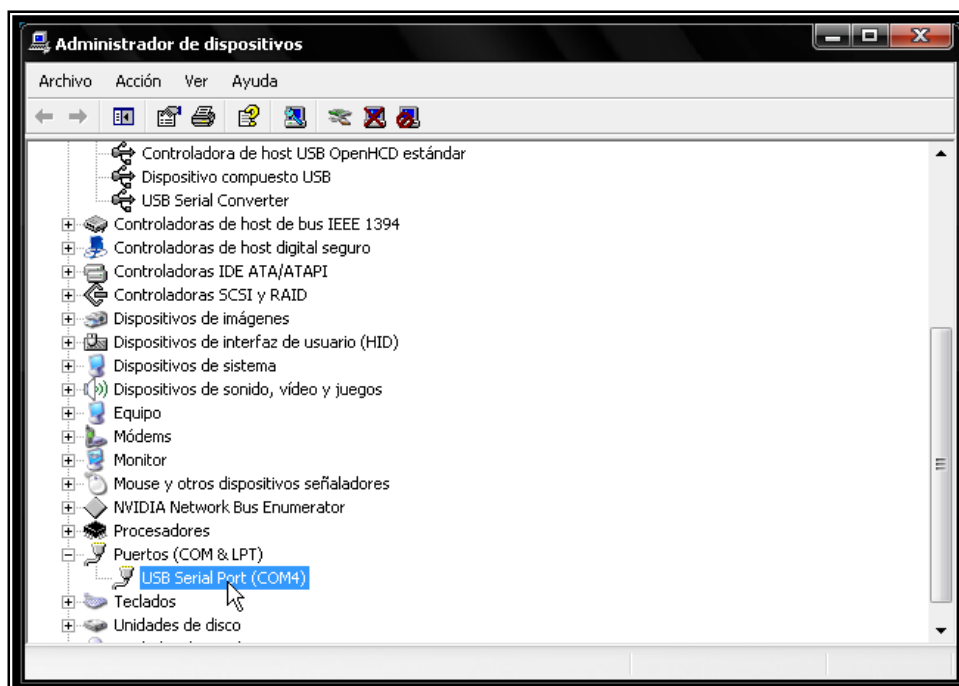 Administrador de dispositivos
Archivo Acción Ver Ayuda
Controladora de host USB OpenHCD estándar
Dispositivo compuesto USB
USB Serial Converter
Controladoras de host de bus IEEE 1394
Controladoras de host digital seguro
Controladoras IDE ATA/ATAPI
Controladoras SCSI y RAID
Dispositivos de imágenes
Dispositivos de interfaz de usuario (HID)
Dispositivos de sistema
Dispositivos de sonido, vídeo y juegos
Equipo
Módems
Monitor
Mouse y otros dispositivos señaladores
NVIDIA Network Bus Enumerator
Procesadores
Puertos (COM & LPT)
USB Serial Port (COM4)
Teclados
Unidades de disco